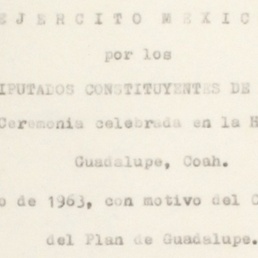 EJERCITO MEXIC
por los
IPUTADOS CONSTITUYENTES DE
Ceremonia celebrada en la H
Guadalupe, Coah.
o de 1963, con motivo del C
del Plan de Guadalupe.